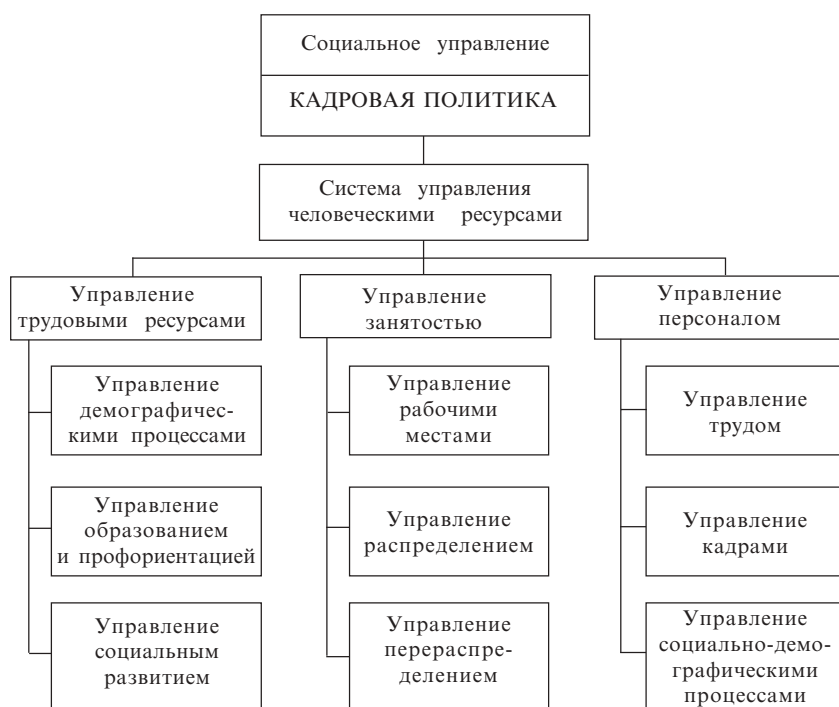 Социальное управление
КАДРОВАЯ ПОЛИТИКА
Система управления
человеческими ресурсами
Управление
трудовыми ресурсами
Управление
занятостью
Управление
персоналом
Управление
демографичес-
кими процессами
Управление
рабочими
местами
Управление
трудом
Управление
образованием
и профориентацией
Управление
распределением
Управление
кадрами
Управление
социальным
развитием
Управление
перераспре-
делением
Управление
социально-демо-
графическими
процессами